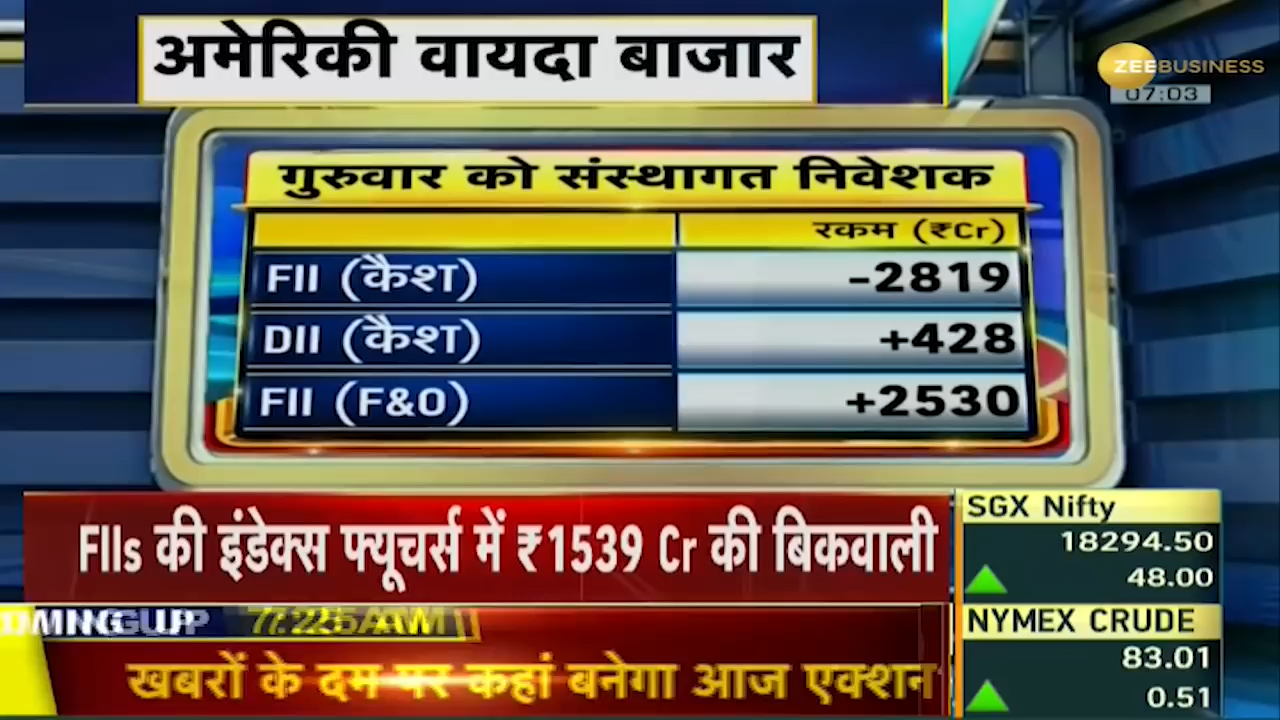 अमेरिकी वायदा बाजार
ZEEBUSINESS
07:03
गुरुवार को संस्थागत निवेशक
रकम (₹Cr)
FII (कैश) -2819
DII (कैश) +428
FII (F&O) +2530
FIIs की इंडेक्स फ्यूचर्स में ₹1539 Cr की बिकवाली
SGX Nifty
18294.50
48.00
NYMEX CRUDE
83.01
0.51
खबरों के दम पर कहां बनेगा आज एक्शन